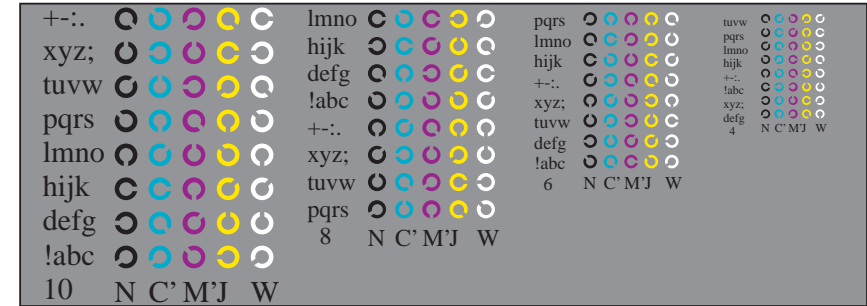 +-:.
xyz;
tuvw
pqrs
lmno
hijk
defg
!abc
10 N C' M'J W
lmno
hijk
defg
!abc
+-:.
xyz;
tuvw
pqrs
8 N C' M'J W
pqrs
lmno
hijk
+-:.
xyz;
tuvw
defg
!abc
6 N C' M'J W
tuvw
pqrs
lmno
hijk
+-:.
!abc
xyz;
defg
4 N C' M'J W